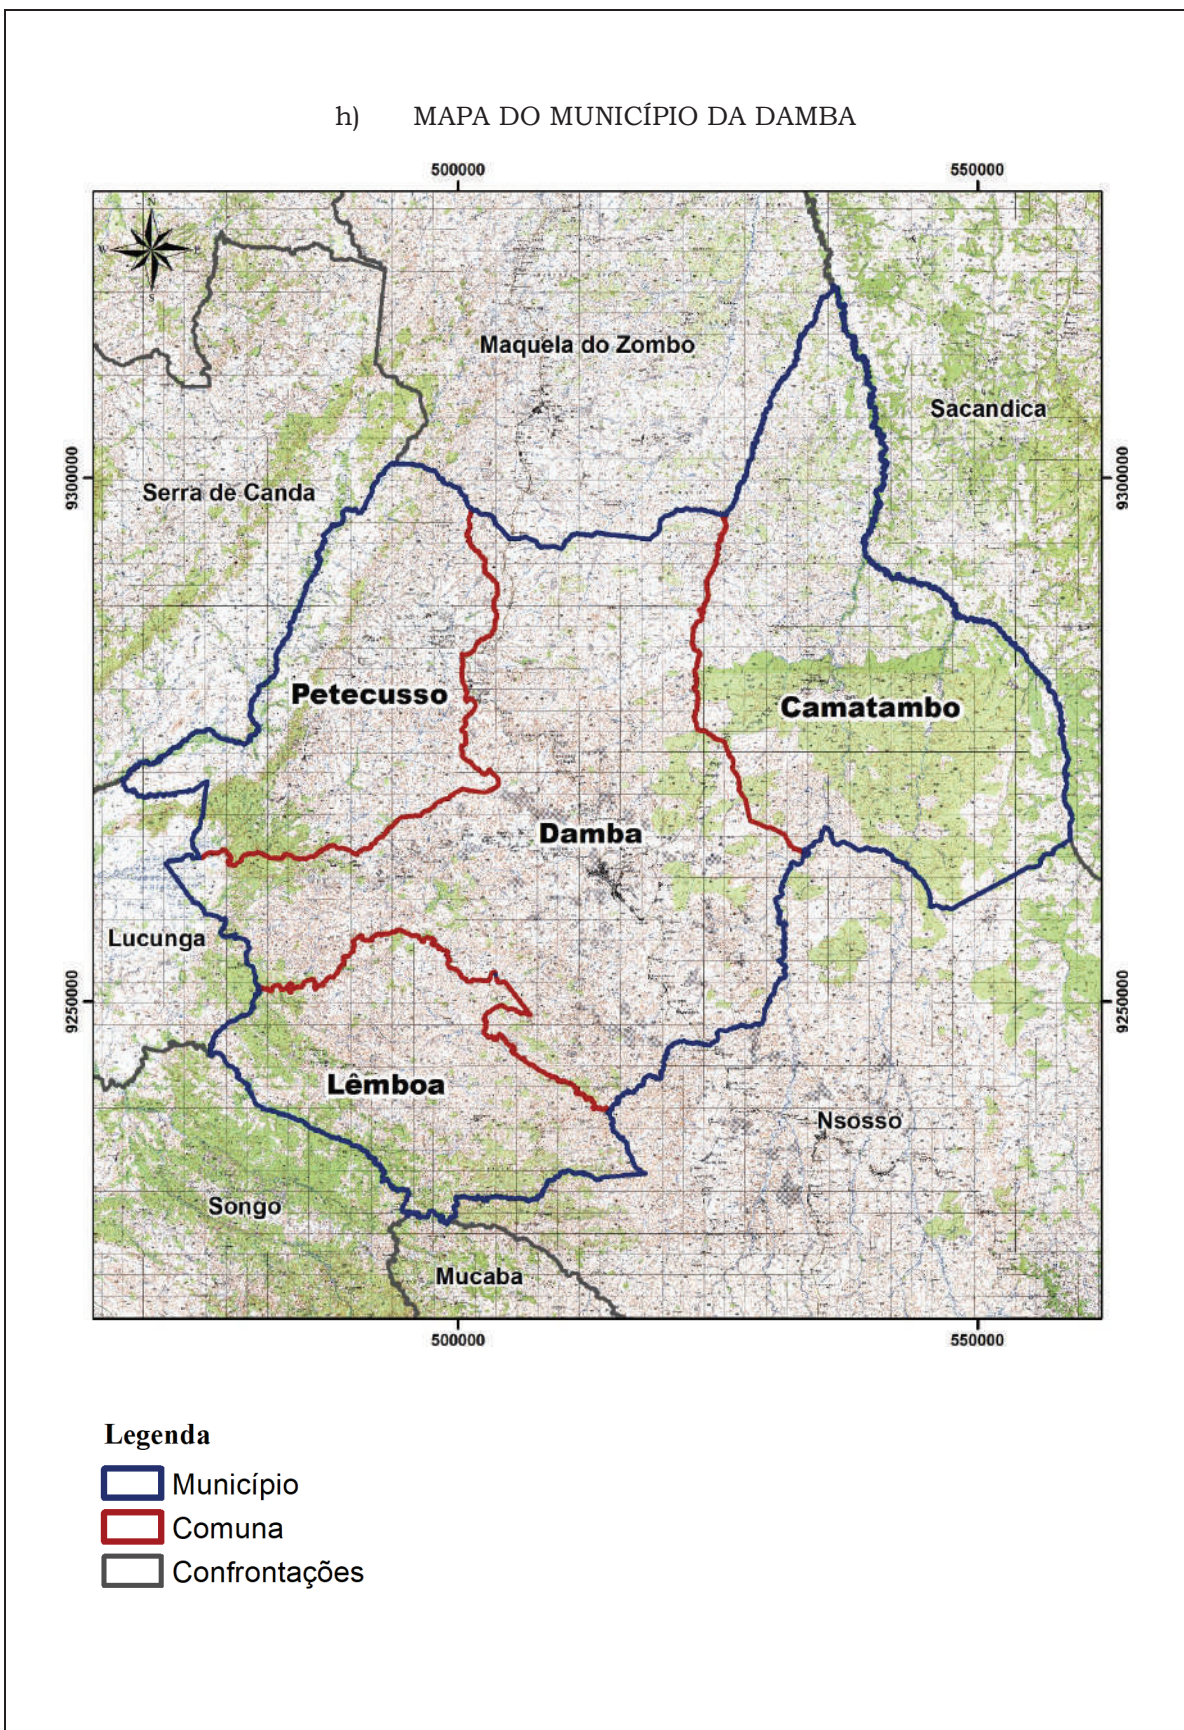 h) MAPA DO MUNICÍPIO DA DAMBA
500000 550000
N
W
S
Maquela do Zombo
Sacandica
9300000 9300000
Serra de Canda
Petecusso
Camatambo
Damba
Lucunga
9250000 9250000
Lêmboa
Nsosso
Songo
Mucaba
500000 550000
Legenda
Município
Comuna
Confrontações